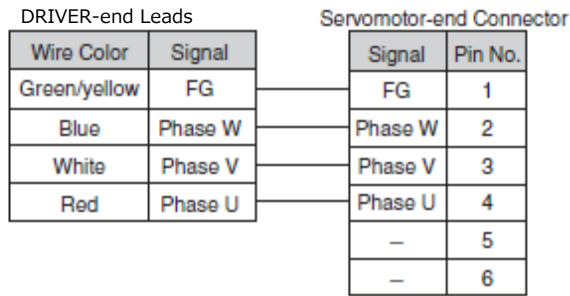 DRIVER-end Leads Servomotor-end Connector
Wire Color Signal Signal Pin No.
Green/yellow FG FG 1
Blue Phase W Phase W 2
White Phase V Phase V 3
Red Phase U Phase U 4
– 5
– 6